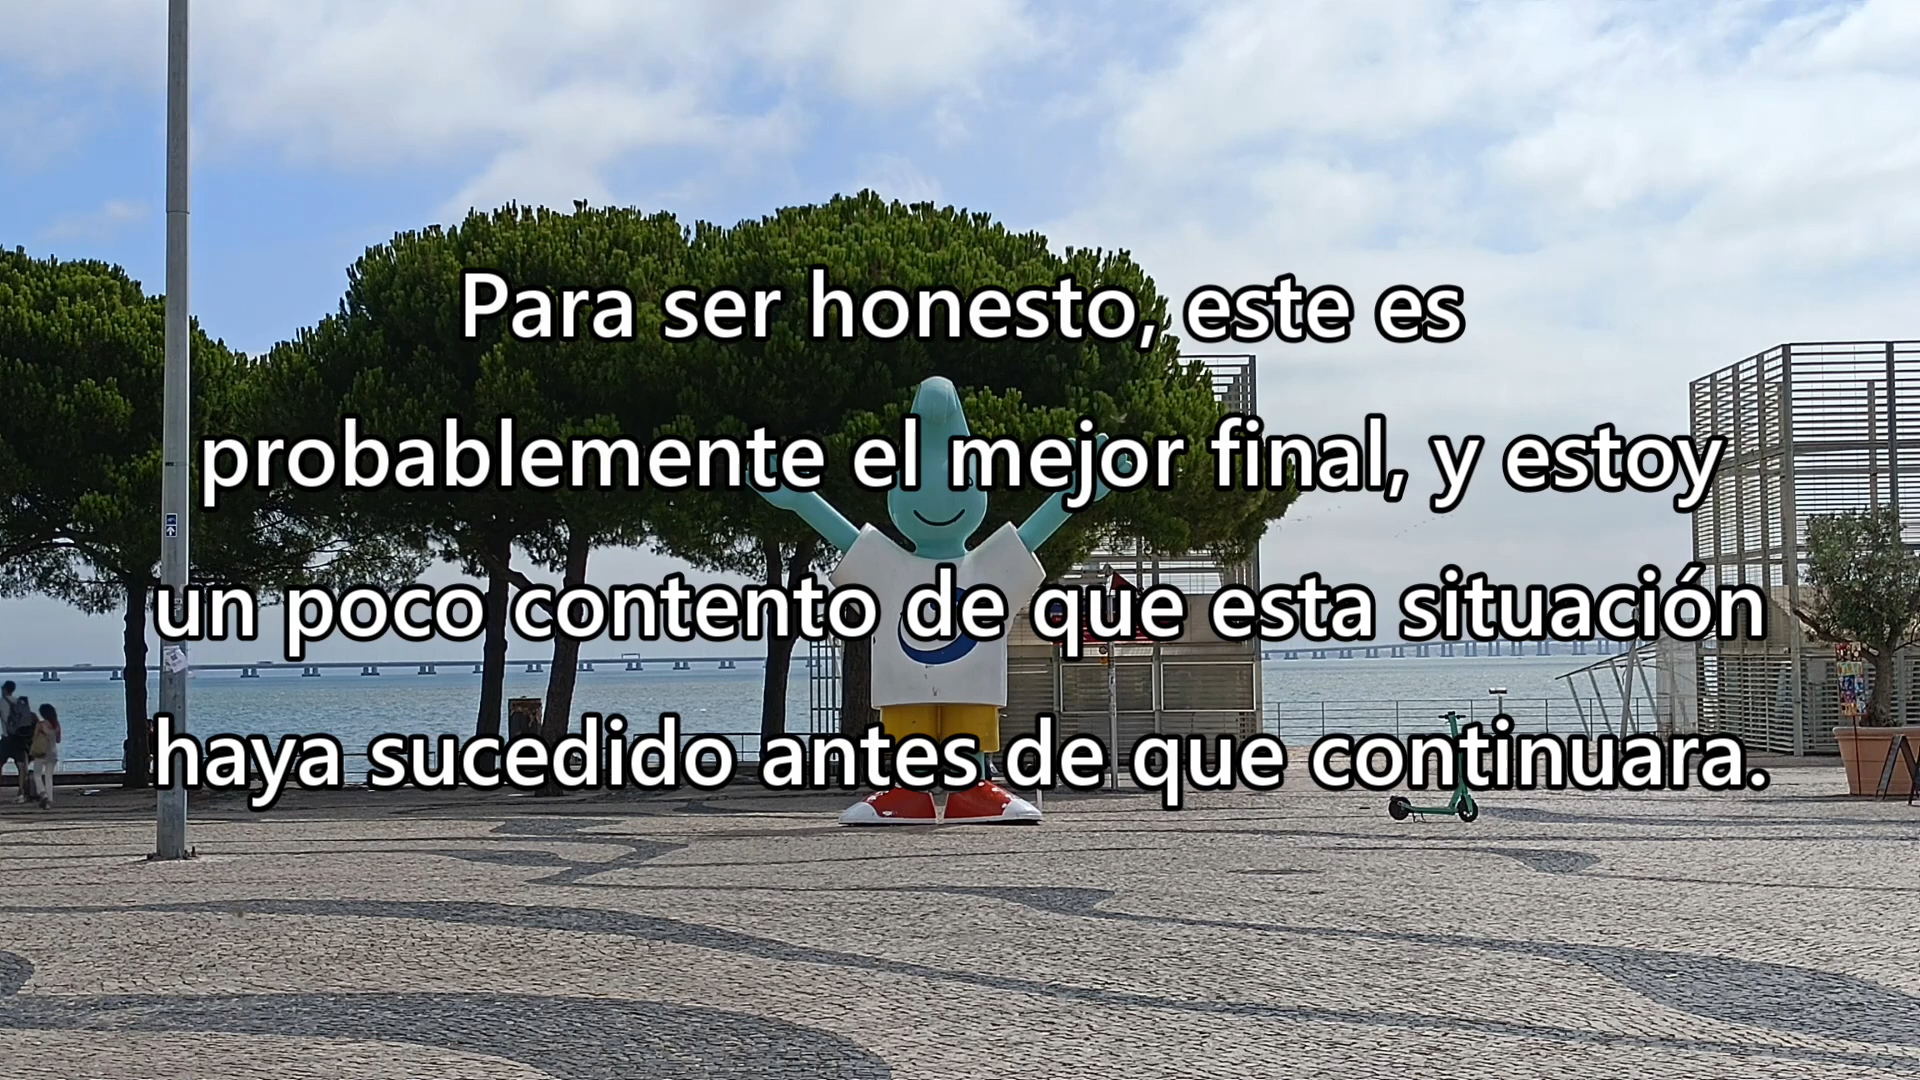 Para ser honesto, este es
probablemente el mejor final, y estoy
un poco contento de que esta situación
haya sucedido antes de que continuara.